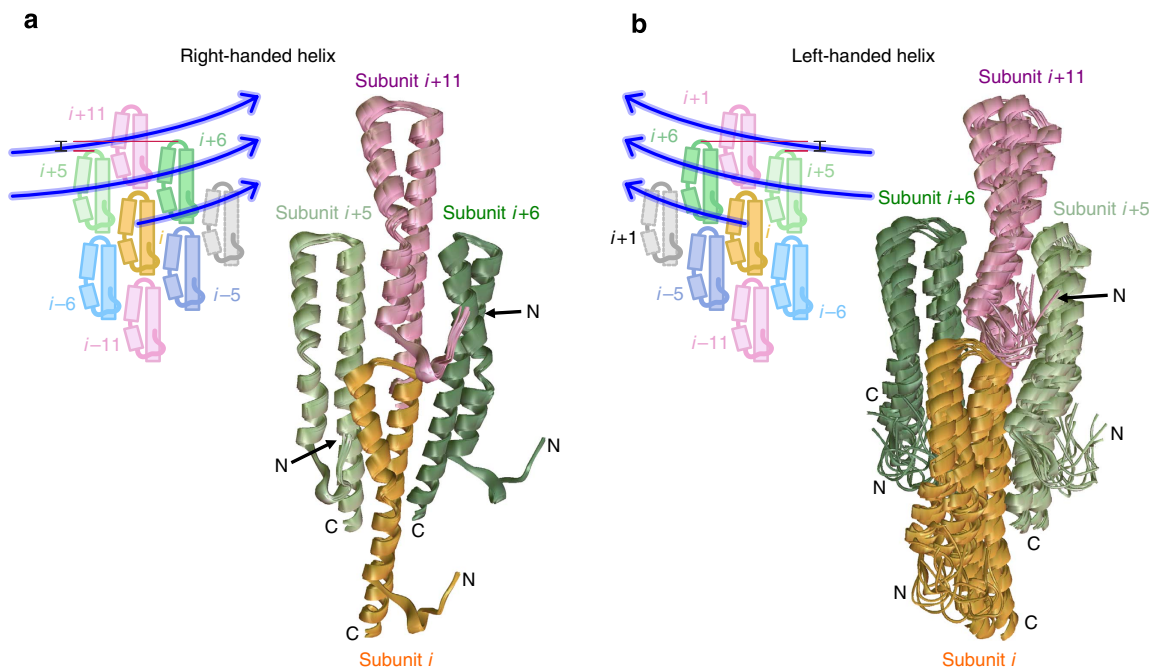 a
Right-handed helix
Subunit i+11
i+11
i+6
i+5
i
i–6
i–5
i–11
Subunit i+5
Subunit i+6
N
N
N
C
C
N
C
Subunit i
b
Left-handed helix
Subunit i+11
i+1
i+6
i+5
i+1
i
i–5
i–6
i–11
Subunit i+6
Subunit i+5
N
C
N
N
C
N
C
Subunit i